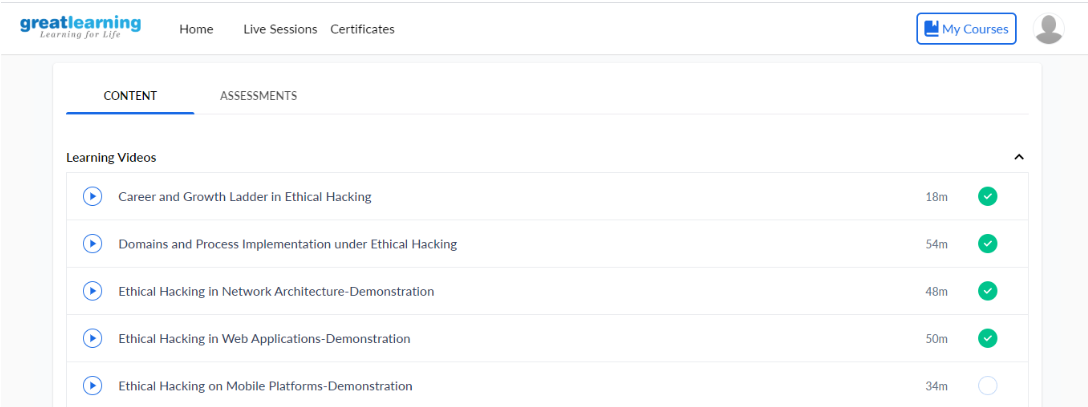 greatlearning
Learning for Life
Home Live Sessions Certificates
My Courses
CONTENT ASSESSMENTS
Learning Videos
Career and Growth Ladder in Ethical Hacking 18m
Domains and Process Implementation under Ethical Hacking 54m
Ethical Hacking in Network Architecture-Demonstration 48m
Ethical Hacking in Web Applications-Demonstration 50m
Ethical Hacking on Mobile Platforms-Demonstration 34m